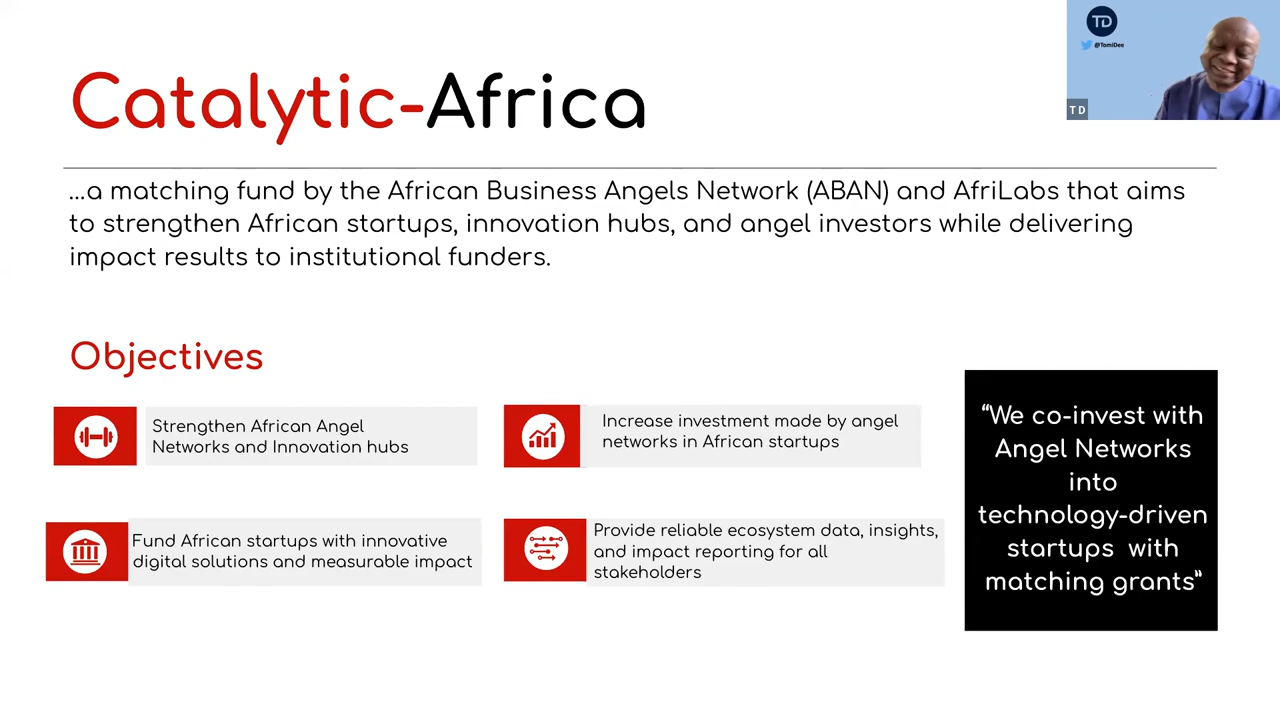 Catalytic-Africa
...a matching fund by the African Business Angels Network (ABAN) and AfriLabs that aims
to strengthen African startups, innovation hubs, and angel investors while delivering
impact results to institutional funders.
Objectives
Strengthen African Angel
Networks and Innovation hubs
Increase investment made by angel
networks in African startups
Fund African startups with innovative
digital solutions and measurable impact
Provide reliable ecosystem data, insights,
and impact reporting for all
stakeholders
“We co-invest with
Angel Networks
into
technology-driven
startups with
matching grants”
TD
@TomiDee
T D